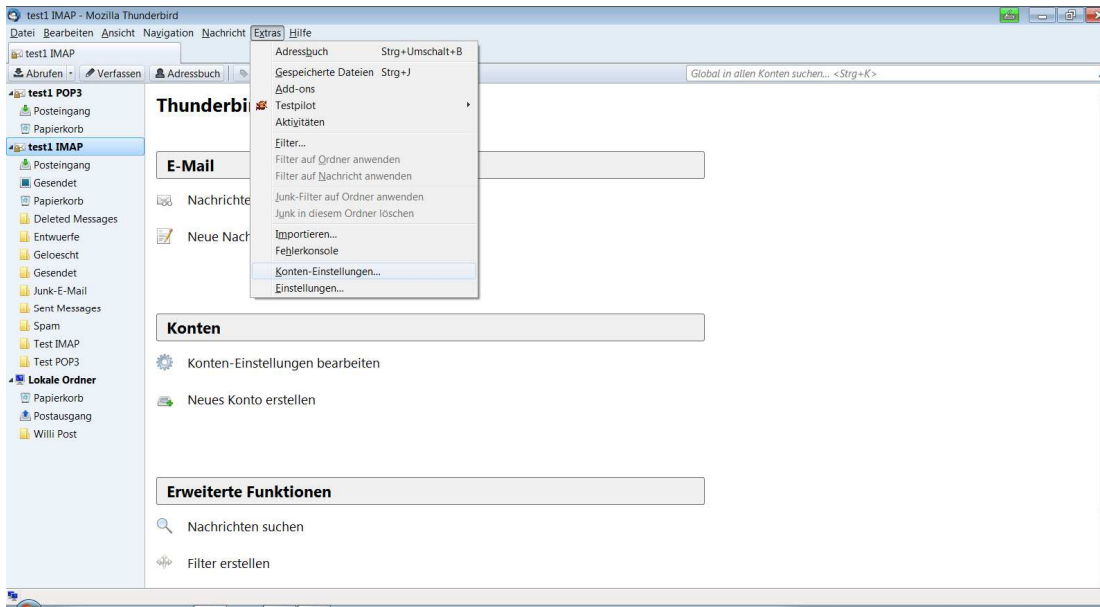 test1 IMAP - Mozilla Thunderbird
Datei Bearbeiten Ansicht Navigation Nachricht Extras Hilfe
test1 IMAP
Abrufen Verfassen Adressbuch
Global in allen Konten suchen... <Strg+K>
test1 POP3
Posteingang
Papierkorb
test1 IMAP
Posteingang
Gesendet
Papierkorb
Deleted Messages
Entwuerfe
Geloescht
Gesendet
Junk-E-Mail
Sent Messages
Spam
Test IMAP
Test POP3
Lokale Ordner
Papierkorb
Postausgang
Willi Post
Adressbuch Strg+Umschalt+B
Gespeicherte Dateien Strg+J
Add-ons
Testpilot
Aktivitäten
Filter...
Filter auf Ordner anwenden
Filter auf Nachricht anwenden
Junk-Filter auf Ordner anwenden
Junk in diesem Ordner löschen
Importieren...
Fehlerkonsole
Konten-Einstellungen...
Einstellungen...
Thunderbi
E-Mail
Nachrichte
Neue Nach
Konten
Konten-Einstellungen bearbeiten
Neues Konto erstellen
Erweiterte Funktionen
Nachrichten suchen
Filter erstellen